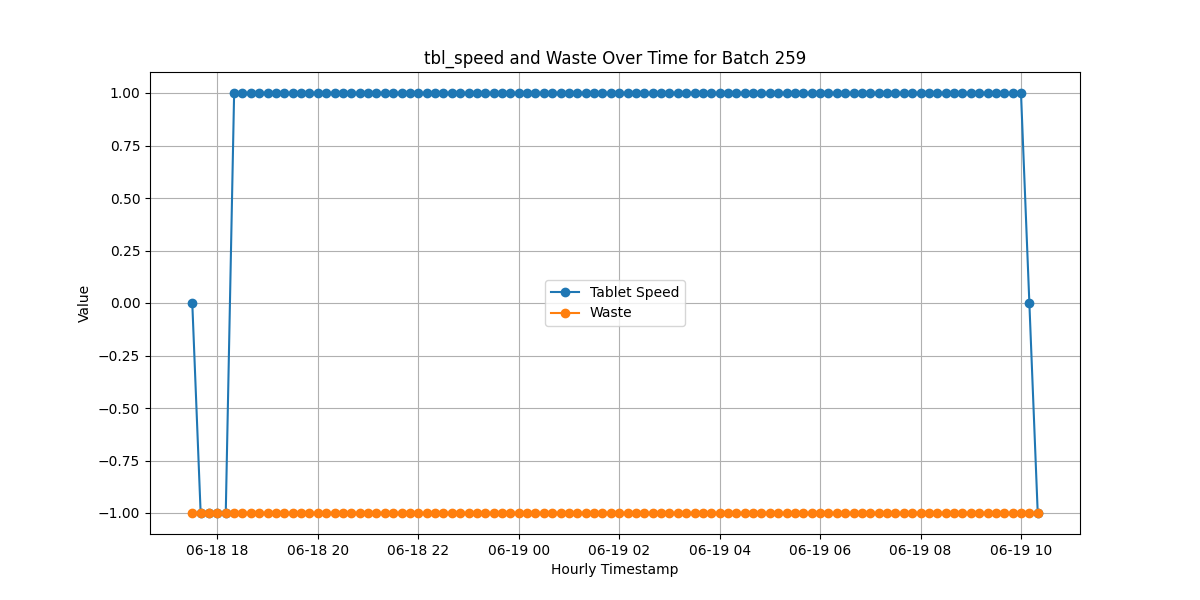 tbl_speed and Waste Over Time for Batch 259
1.00
0.75
0.50
0.25
0.00
−0.25
−0.50
−0.75
−1.00
Value
Tablet Speed
Waste
06-18 18 06-18 20 06-18 22 06-19 00 06-19 02 06-19 04 06-19 06 06-19 08 06-19 10
Hourly Timestamp